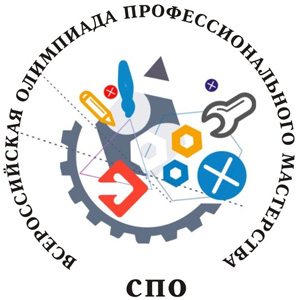 ВСЕРОССИЙСКАЯ ОЛИМПИАДА ПРОФЕССИОНАЛЬНОГО МАСТЕРСТВА
СПО